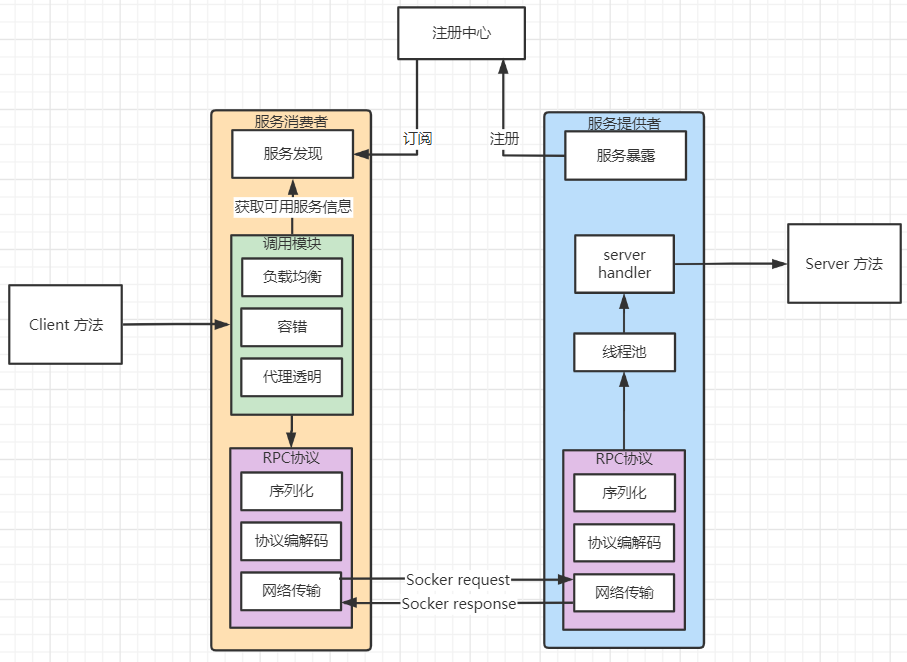 注册中心
订阅
注册
服务消费者
服务发现
获取可用服务信息
调用模块
负载均衡
容错
代理透明
Client 方法
RPC协议
序列化
协议编解码
网络传输
Socker request
Socker response
服务提供者
服务暴露
server
handler
线程池
RPC协议
序列化
协议编解码
网络传输
Server 方法